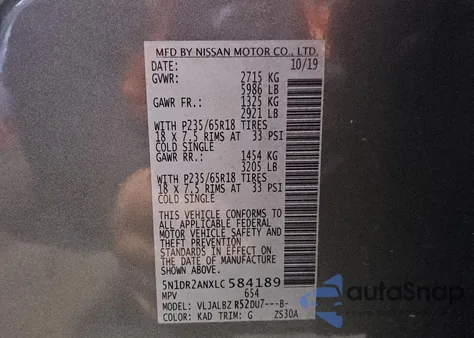 MFD BY NISSAN MOTOR CO., LTD.
DATE: 10/19
GVWR: 2715 KG
5986 LB
GAWR FR.: 1325 KG
2921 LB
WITH P235/65R18 TIRES
18 X 7.5 RIMS AT 33 PSI
COLD SINGLE
GAWR RR.: 1454 KG
3205 LB
WITH P235/65R18 TIRES
18 X 7.5 RIMS AT 33 PSI
COLD SINGLE
THIS VEHICLE CONFORMS TO
ALL APPLICABLE FEDERAL
MOTOR VEHICLE SAFETY AND
THEFT PREVENTION
STANDARDS IN EFFECT ON
THE DATE OF MANUFACTURE
SHOWN ABOVE.
5N1DR2ANXLC584189
MPV 654
VLJALBZ R52DU7---B-
COLOR: KAD TRIM: G ZS30A
autoSnap